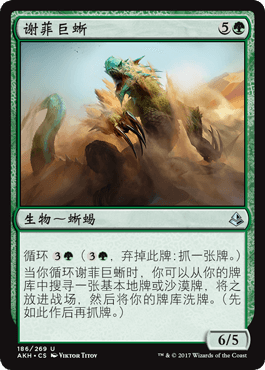 谢菲巨蜥 5
生物～蜥蜴
循环 3（3，弃掉此牌：抓一张牌。）
当你循环谢菲巨蜥时，你可以从你的牌
库中搜寻一张基本地牌或沙漠牌，将之
放进战场，然后将你的牌库洗牌。（先
如此作后再抓牌。）
6/5
186/269 U
AKH • CS VIKTOR TITOV
™ & © 2017 Wizards of the Coast